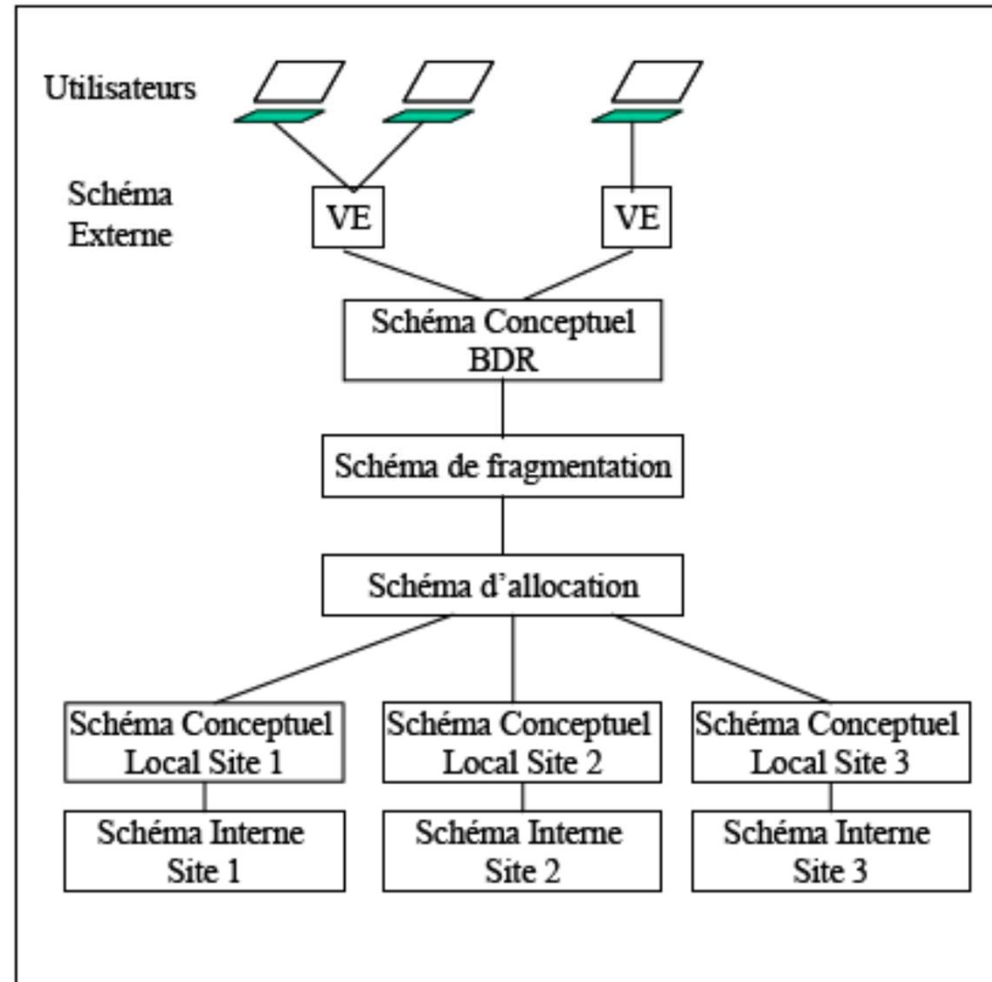 Utilisateurs
Schéma
Externe
VE
VE
Schéma Conceptuel
BDR
Schéma de fragmentation
Schéma d'allocation
Schéma Conceptuel
Local Site 1
Schéma Conceptuel
Local Site 2
Schéma Conceptuel
Local Site 3
Schéma Interne
Site 1
Schéma Interne
Site 2
Schéma Interne
Site 3